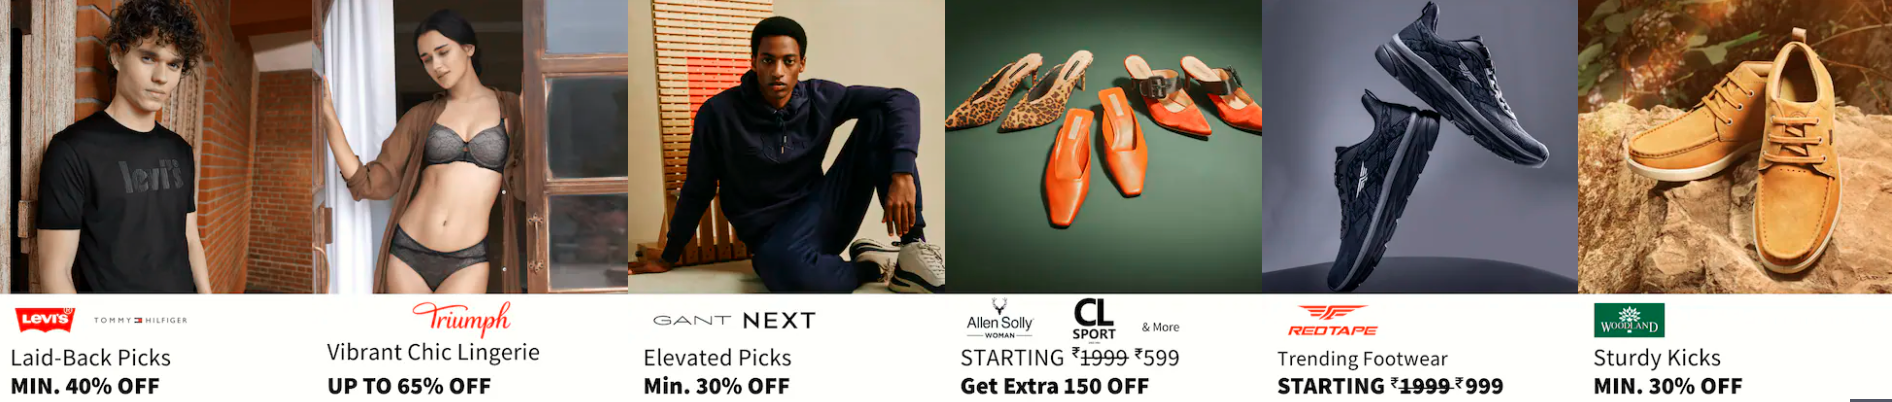 Levi's
LEVI'S
TOMMY HILFIGER
Laid-Back Picks
MIN. 40% OFF
Triumph
Vibrant Chic Lingerie
UP TO 65% OFF
GANT NEXT
Elevated Picks
Min. 30% OFF
Allen Solly
WOMAN
CL
SPORT
& More
STARTING ₹1999 ₹599
Get Extra 150 OFF
REDTAPE
Trending Footwear
STARTING ₹1999 ₹999
WOODLAND
Sturdy Kicks
MIN. 30% OFF